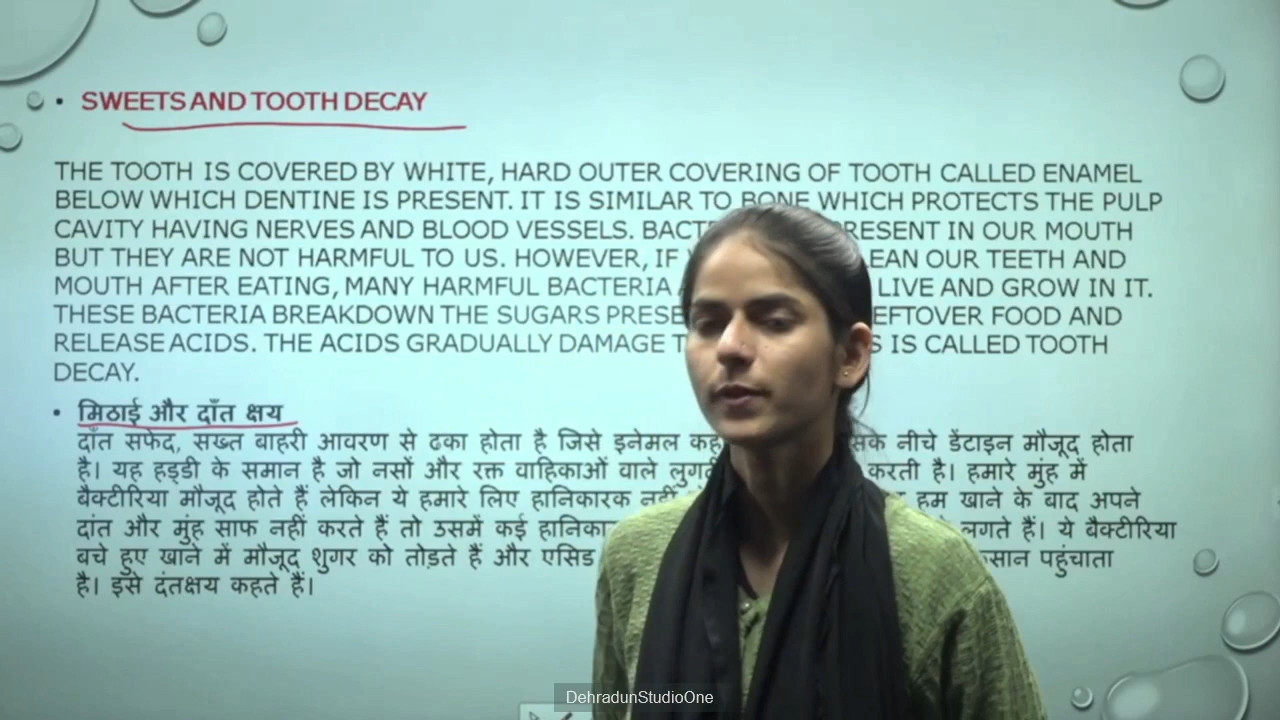 • SWEETS AND TOOTH DECAY
THE TOOTH IS COVERED BY WHITE, HARD OUTER COVERING OF TOOTH CALLED ENAMEL
BELOW WHICH DENTINE IS PRESENT. IT IS SIMILAR TO BONE WHICH PROTECTS THE PULP
CAVITY HAVING NERVES AND BLOOD VESSELS. PRESENT IN OUR MOUTH
BUT THEY ARE NOT HARMFUL TO US. HOWEVER, IF OUR TEETH AND
MOUTH AFTER EATING, MANY HARMFUL BACTERIA LIVE AND GROW IN IT.
THESE BACTERIA BREAKDOWN THE SUGARS FOOD AND
RELEASE ACIDS. THE ACIDS GRADUALLY DAMAGE IS CALLED TOOTH
DECAY.
• मिठाई और दाँत क्षय
दाँत सफेद, सख्त बाहरी आवरण से ढका होता है जिसे इनेमल नीचे डेंटाइन मौजूद होता
है। यह हड्डी के समान है जो नसों और रक्त वाहिकाओं वाले करती है। हमारे मुंह में
बैक्टीरिया मौजूद होते हैं लेकिन ये हमारे लिए हानिकारक नहीं हम खाने के बाद अपने
दांत और मुंह साफ नहीं करते हैं तो उसमें कई लगते हैं। ये बैक्टीरिया
बचे हुए खाने में मौजूद शुगर को तोड़ते हैं और एसिड पहुंचाता
है। इसे दंतक्षय कहते हैं।
DehradunStudioOne